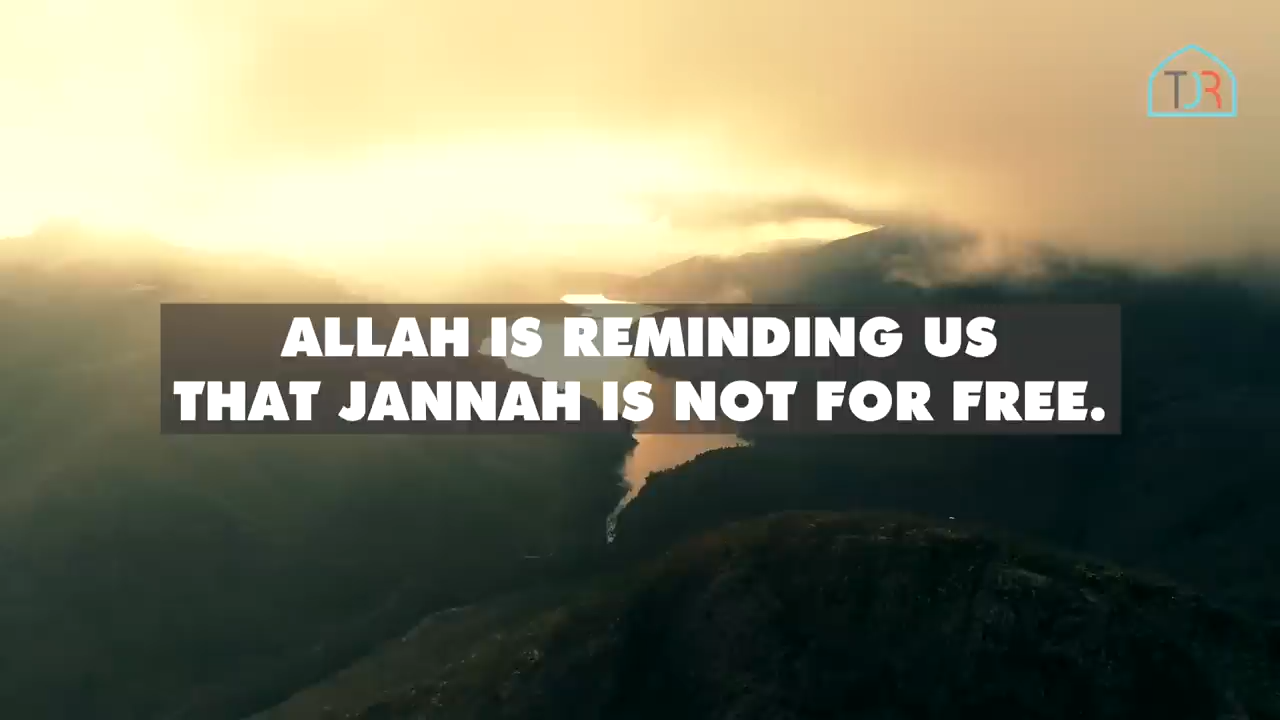 TJR
ALLAH IS REMINDING US
THAT JANNAH IS NOT FOR FREE.